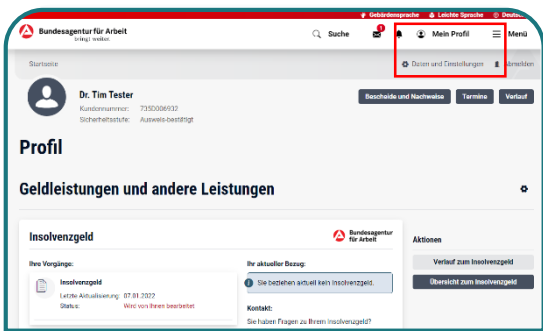 Gebärdensprache Leichte Sprache Deutsch
Bundesagentur für Arbeit
bringt weiter.
Suche Mein Profil Menü
Startseite
Daten und Einstellungen Abmelden
Dr. Tim Tester
Kundennummer: 735D006932
Sicherheitsstufe: Ausweis-bestätigt
Bescheide und Nachweise Termine Verlauf
Profil
Geldleistungen und andere Leistungen
Insolvenzgeld
Bundesagentur
für Arbeit
Aktionen
Verlauf zum Insolvenzgeld
Übersicht zum Insolvenzgeld
Ihre Vorgänge:
Insolvenzgeld
Letzte Aktualisierung: 07.01.2022
Status: Wird von Ihnen bearbeitet
Ihr aktueller Bezug:
Sie beziehen aktuell kein Insolvenzgeld.
Kontakt:
Sie haben Fragen zu Ihrem Insolvenzgeld?